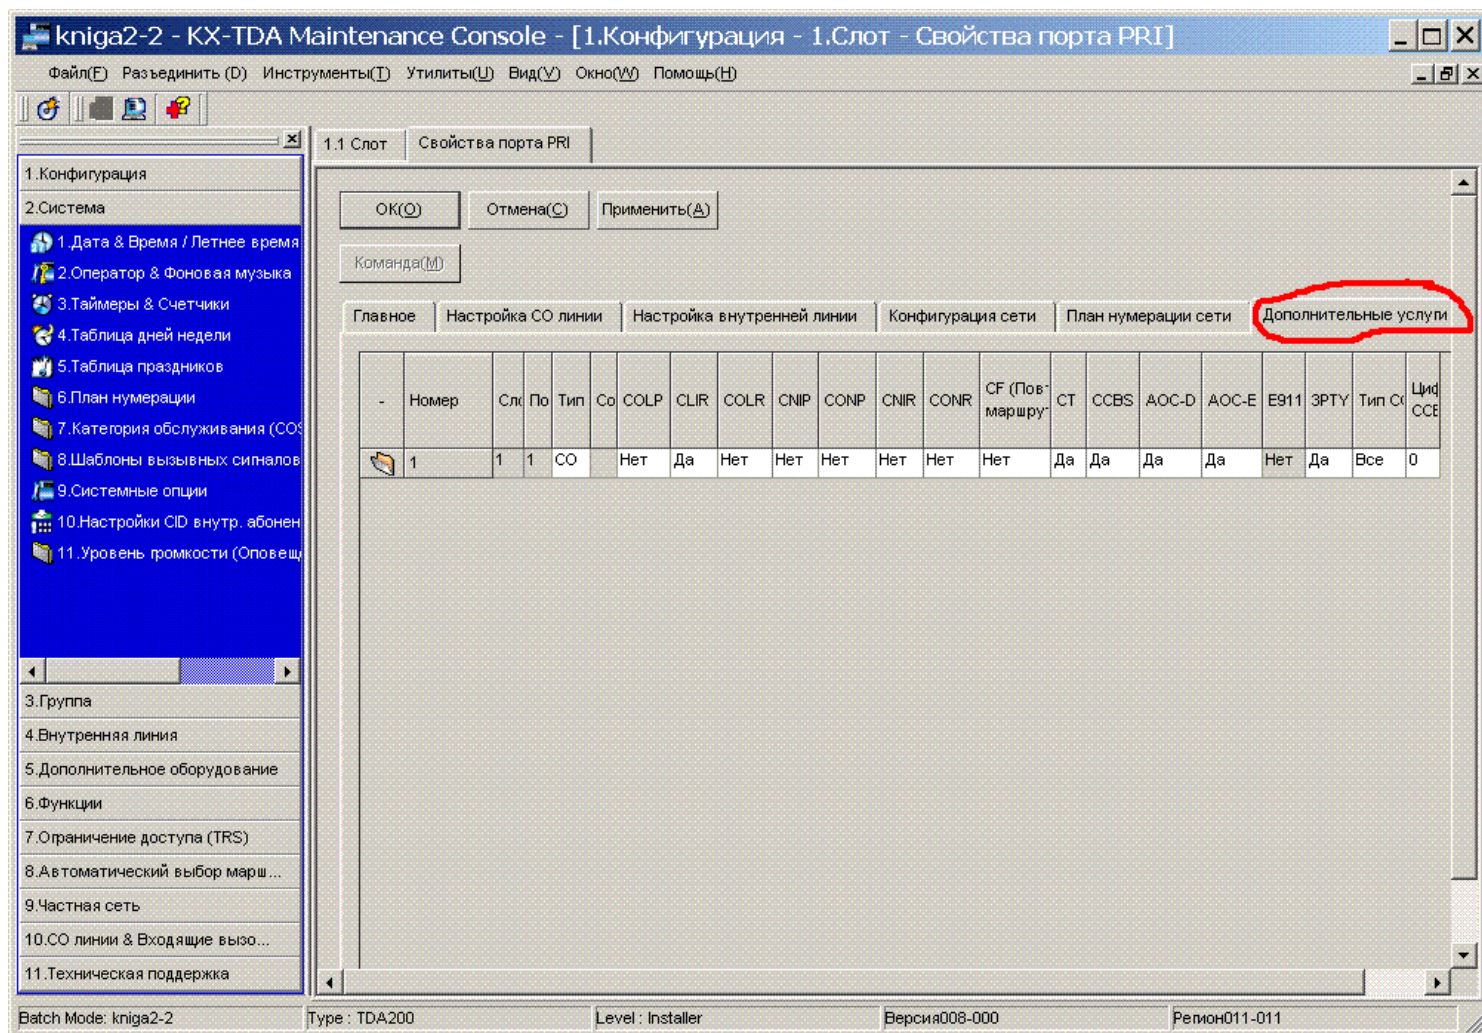 kniga2-2 - KX-TDA Maintenance Console - [1.Конфигурация - 1.Слот - Свойства порта PRI]
Файл(F) Разъединить (D) Инструменты(T) Утилиты(U) Вид(V) Окно(W) Помощь(H)
1.1 Слот Свойства порта PRI
1.Конфигурация
2.Система
1.Дата & Время / Летнее время
2.Оператор & Фоновая музыка
3.Таймеры & Счетчики
4.Таблица дней недели
5.Таблица праздников
6.План нумерации
7.Категория обслуживания (COS
8.Шаблоны вызывных сигналов
9.Системные опции
10.Настройки CID внутр. абонен
11.Уровень громкости (Оповещ
3.Группа
4.Внутренняя линия
5.Дополнительное оборудование
6.Функции
7.Ограничение доступа (TRS)
8.Автоматический выбор марш...
9.Частная сеть
10.CO линии & Входящие вызо...
11.Техническая поддержка
OK(O) Отмена(C) Применить(A)
Команда(M)
Главное Настройка CO линии Настройка внутренней линии Конфигурация сети План нумерации сети Дополнительные услуги
- Номер Сло По Тип Со COLP CLIR COLR CNIP CONP CNIR CONR CF (Пов маршру CT CCBS AOC-D AOC-E E911 3PTY Тип C Циф CCE
1 1 1 CO Нет Да Нет Нет Нет Нет Нет Нет Да Да Да Да Нет Да Все 0
Batch Mode: kniga2-2 Type : TDA200 Level : Installer Версия008-000 Регион011-011